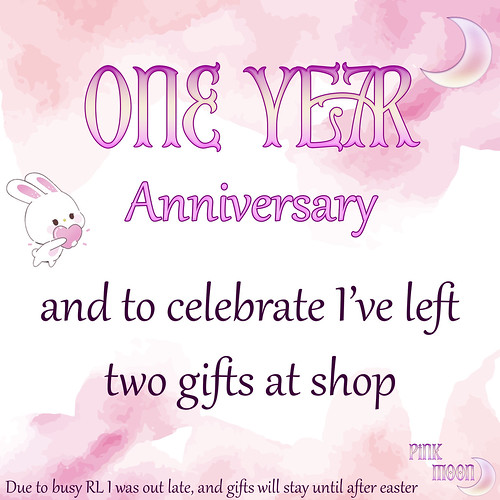 ONE YEAR
Anniversary
and to celebrate I've left
two gifts at shop
Pink
moon
Due to busy RL I was out late, and gifts will stay until after easter